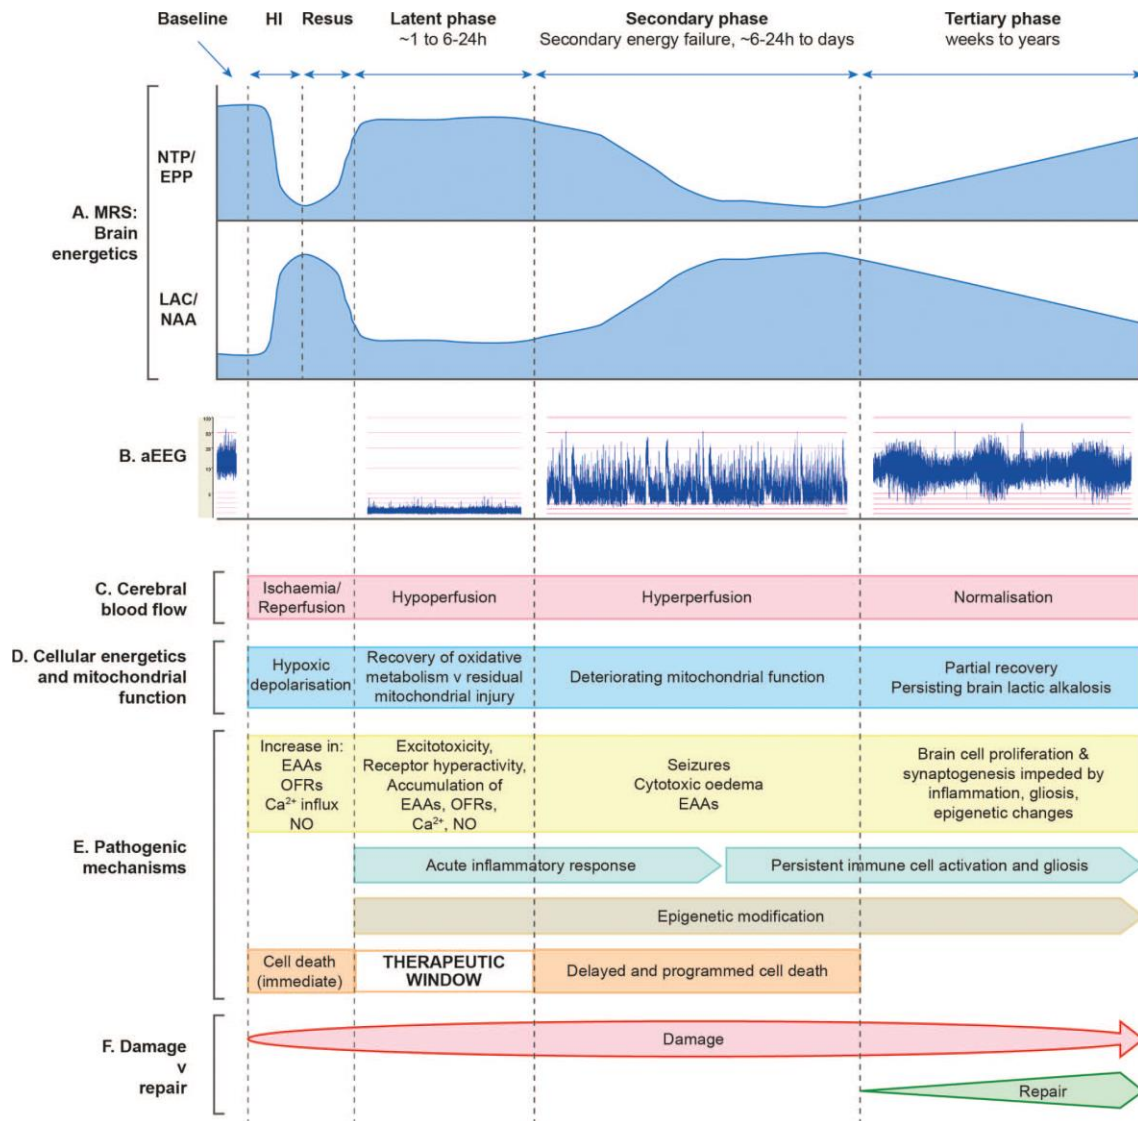 Baseline
HI
Resus
Latent phase
~1 to 6-24h
Secondary phase
Secondary energy failure, ~6-24h to days
Tertiary phase
weeks to years
A. MRS:
Brain
energetics
NTP/
EPP
LAC/
NAA
B. aEEG
C. Cerebral
blood flow
Ischaemia/
Reperfusion
Hypoperfusion
Hyperperfusion
Normalisation
D. Cellular energetics
and mitochondrial
function
Hypoxic
depolarisation
Recovery of oxidative
metabolism v residual
mitochondrial injury
Deteriorating mitochondrial function
Partial recovery
Persisting brain lactic alkalosis
E. Pathogenic
mechanisms
Increase in:
EAAs
OFRs
Ca²⁺ influx
NO
Excitotoxicity,
Receptor hyperactivity,
Accumulation of
EAAs, OFRs,
Ca²⁺, NO
Seizures
Cytotoxic oedema
EAAs
Brain cell proliferation &
synaptogenesis impeded by
inflammation, gliosis,
epigenetic changes
Acute inflammatory response
Persistent immune cell activation and gliosis
Epigenetic modification
Cell death
(immediate)
THERAPEUTIC
WINDOW
Delayed and programmed cell death
F. Damage
v
repair
Damage
Repair